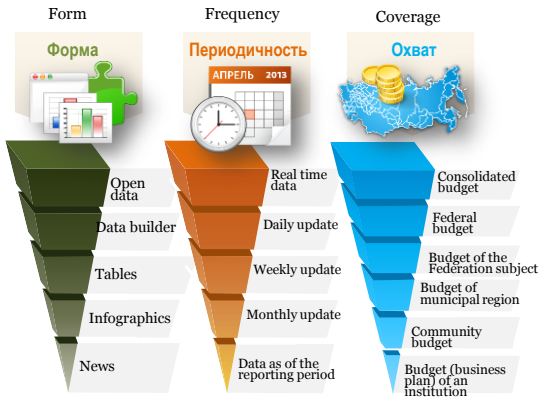 Form
Frequency
Coverage
Форма
Периодичность
Охват
АПРЕЛЬ 2013
Open
data
Data builder
Tables
Infographics
News
Real time
data
Daily update
Weekly update
Monthly update
Data as of the
reporting period
Consolidated
budget
Federal
budget
Budget of the
Federation subject
Budget of
municipal region
Community
budget
Budget (business
plan) of an
institution